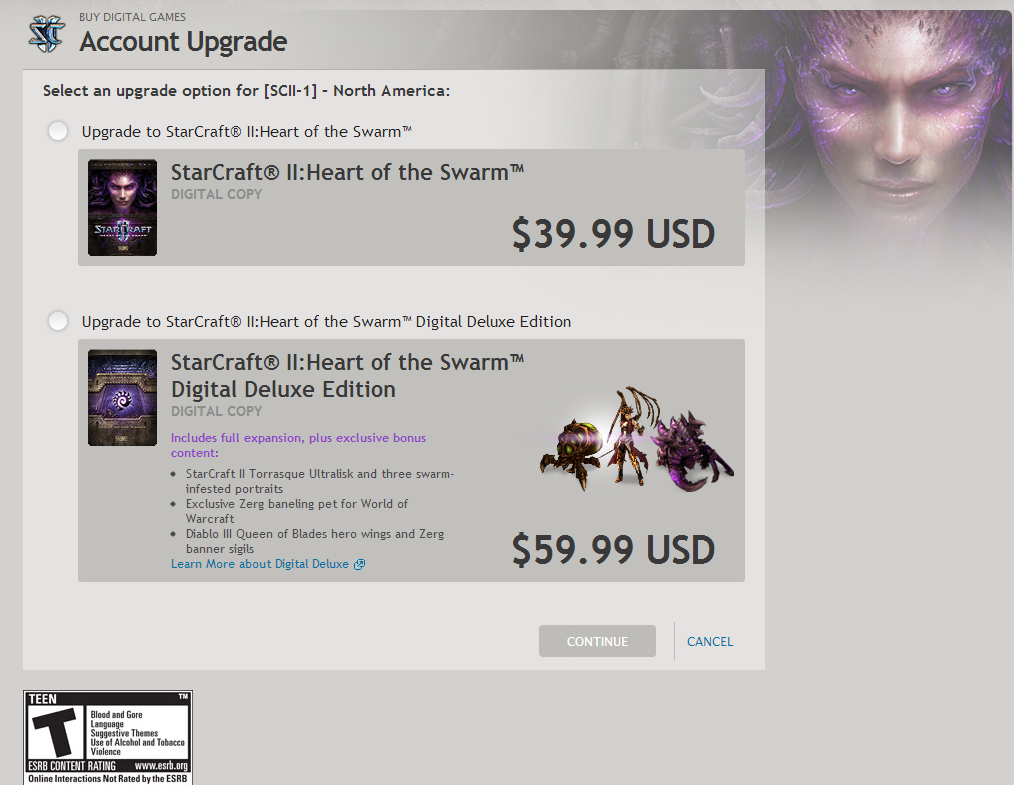 BUY DIGITAL GAMES
Account Upgrade
Select an upgrade option for [SCII-1] - North America:
Upgrade to StarCraft® II:Heart of the Swarm™
StarCraft® II:Heart of the Swarm™
DIGITAL COPY
STARCRAFT
II
$39.99 USD
Upgrade to StarCraft® II:Heart of the Swarm™ Digital Deluxe Edition
StarCraft® II:Heart of the Swarm™
Digital Deluxe Edition
DIGITAL COPY
Includes full expansion, plus exclusive bonus
content:
• StarCraft II Torrasque Ultralisk and three swarm-
infested portraits
• Exclusive Zerg baneling pet for World of
Warcraft
• Diablo III Queen of Blades hero wings and Zerg
banner sigils
Learn More about Digital Deluxe
$59.99 USD
CONTINUE
CANCEL
TEEN ™
T
Blood and Gore
Language
Suggestive Themes
Use of Alcohol and Tobacco
Violence
ESRB CONTENT RATING www.esrb.org
Online Interactions Not Rated by the ESRB